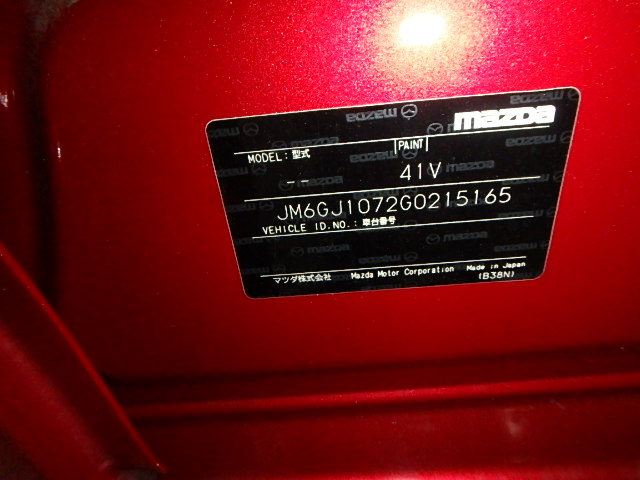 mazda
MODEL: 型式 PAINT
-- 41V
JM6GJ1072G0215165
VEHICLE ID.NO.: 車台番号
マツダ株式会社 Mazda Motor Corporation Made in Japan
(B38N)